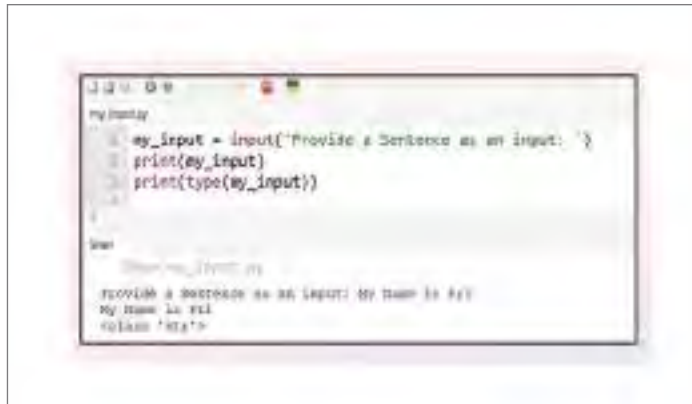 my_input = input('Provide a Sentence as an input: ')
print(my_input)
print(type(my_input))
Shell
Provide a Sentence as an input: My Name is
My Name is
<class 'str'>